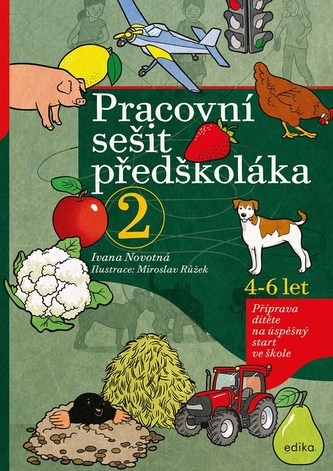 Pracovní
sešit
předškoláka
2
Ivana Novotná
Ilustrace: Miroslav Růžek
4-6 let
Příprava
dítěte
na úspěšný
start
ve škole
edika.